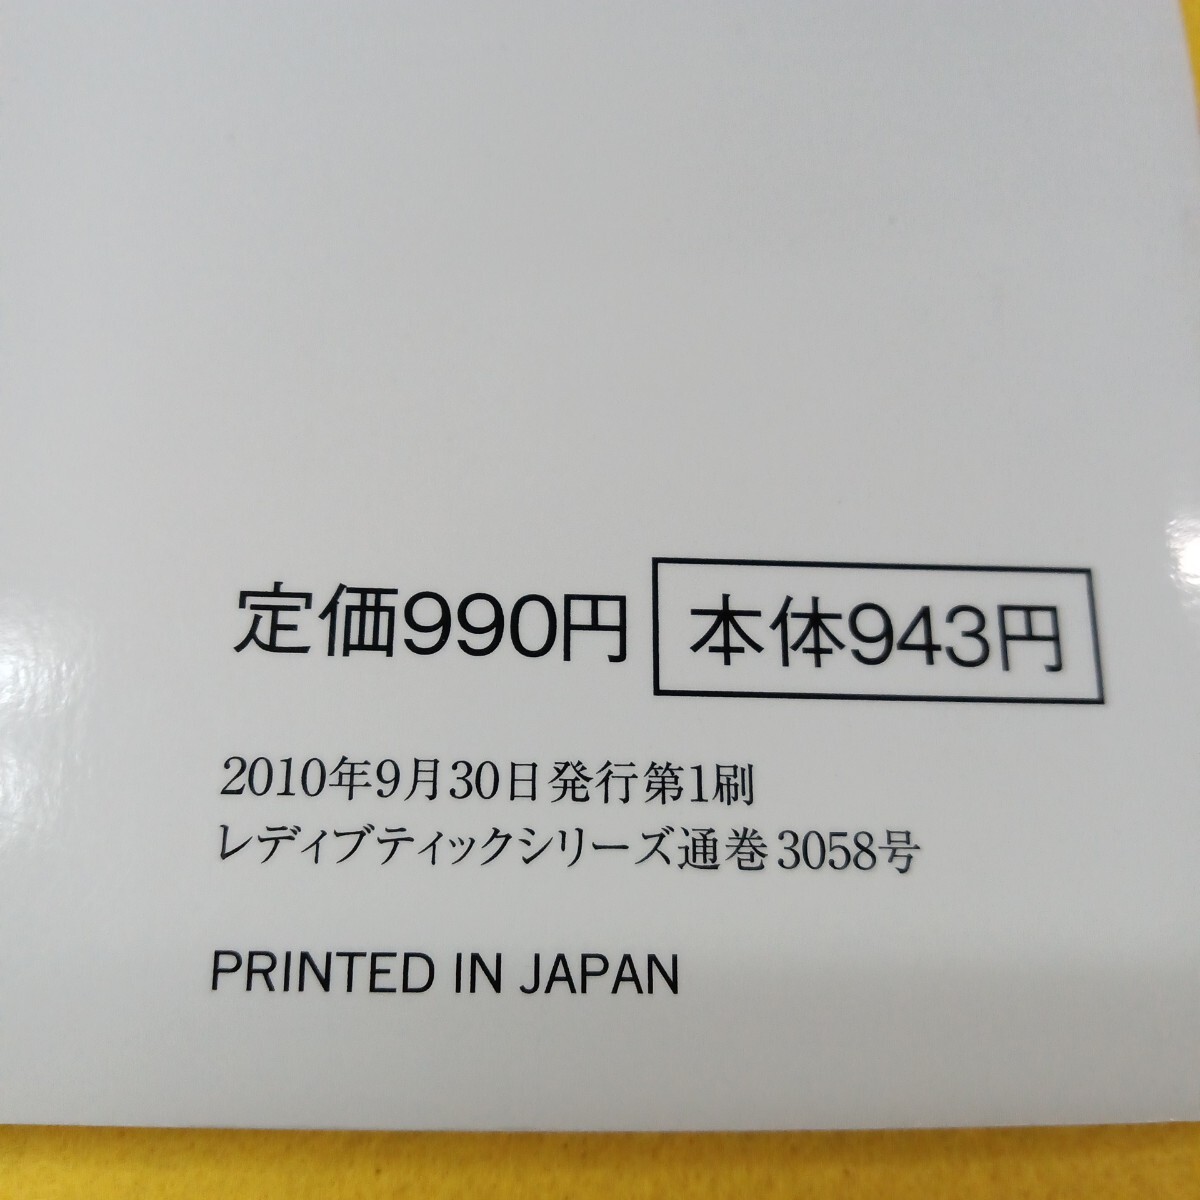 定価990円 本体943円
2010年9月30日発行第1刷
レディブティックシリーズ通巻3058号
PRINTED IN JAPAN